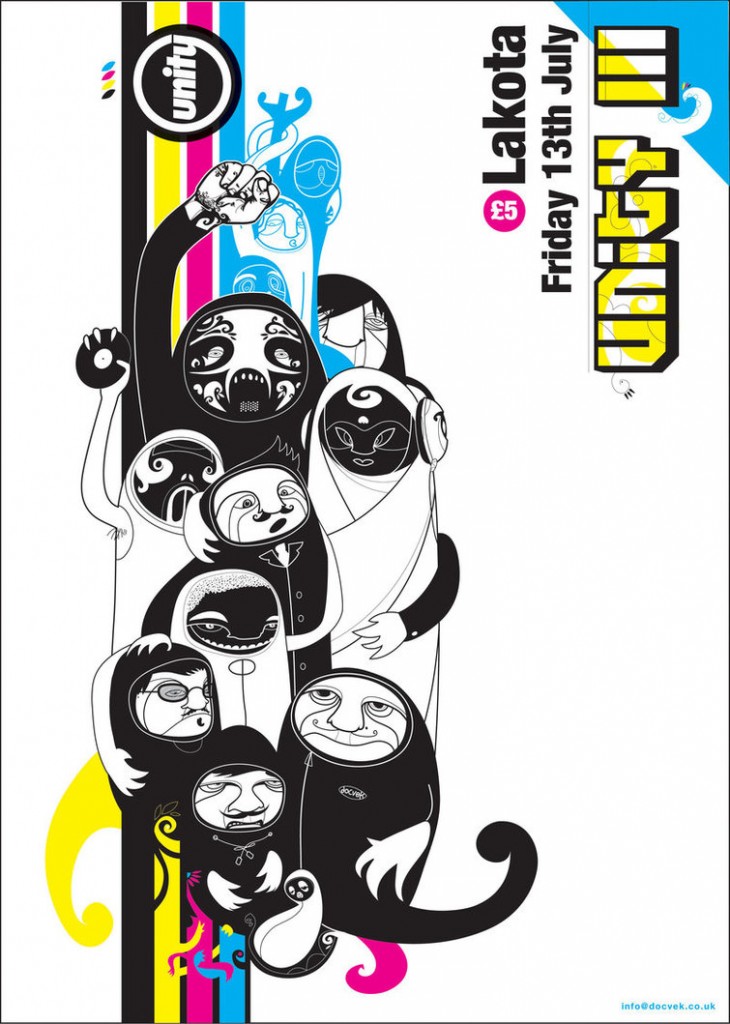 unity
UNITY III
Friday 13th July
Lakota
£5
docvek
info@docvek.co.uk